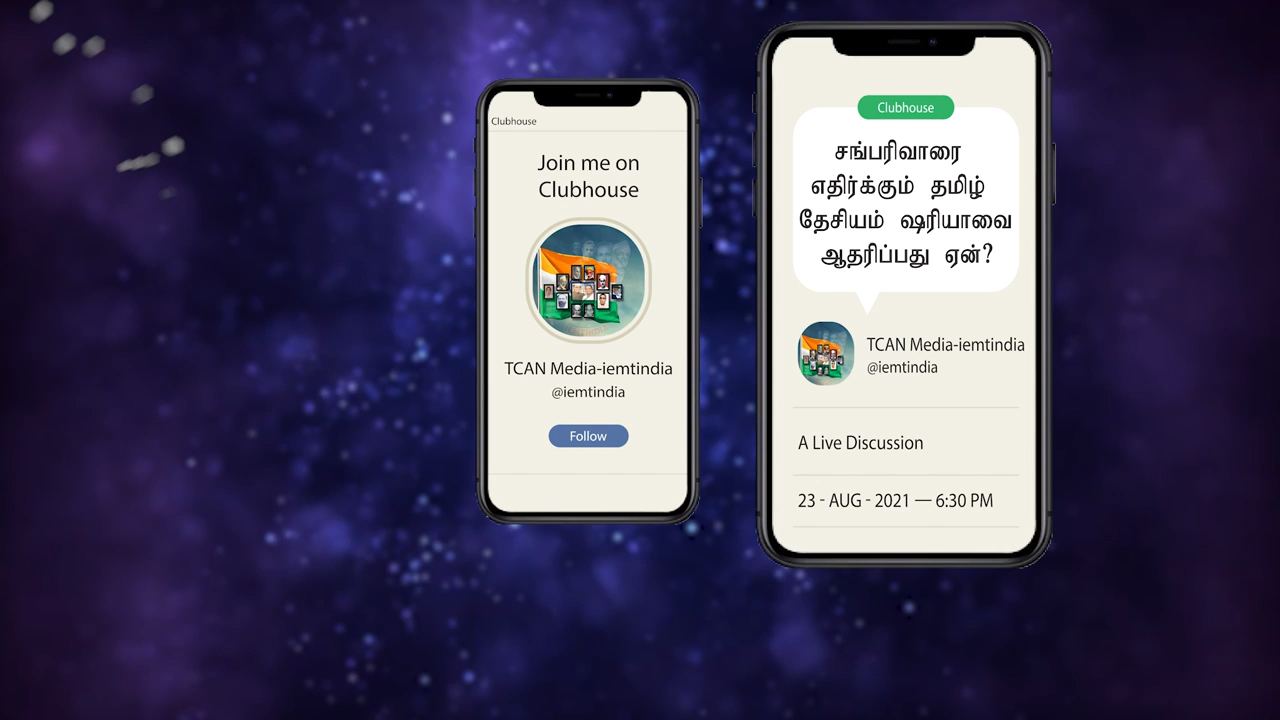 Clubhouse
Join me on
Clubhouse
TCAN Media-iemtindia
@iemtindia
Follow
Clubhouse
சங்பரிவாரை
எதிர்க்கும் தமிழ்
தேசியம் ஷரியாவை
ஆதரிப்பது ஏன்?
TCAN Media-iemtindia
@iemtindia
A Live Discussion
23 - AUG - 2021 — 6:30 PM